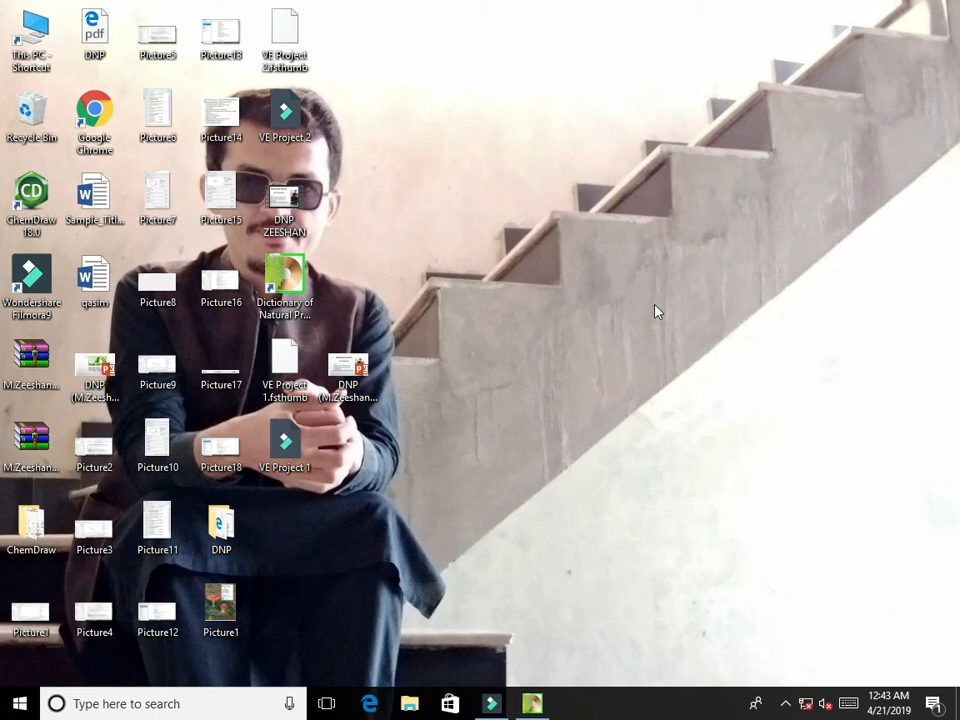 This PC -
Shortcut
DNP
Picture5
Picture13
VE Project
2.fsthumb
Recycle Bin
Google
Chrome
Picture6
Picture14
VE Project 2
ChemDraw
18.0
Sample_Titl...
Picture7
Picture15
DNP
ZEESHAN
Wondershare
Filmora9
qasim
Picture8
Picture16
Dictionary of
Natural Pr...
M.Zeeshan...
DNP
(M.Zeesh...
Picture9
Picture17
VE Project
1.fsthumb
DNP
(M.Zeeshan...
M.Zeeshan...
Picture2
Picture10
Picture18
VE Project 1
ChemDraw
Picture3
Picture11
DNP
Picture1
Picture4
Picture12
Picture1
Type here to search
12:43 AM
4/21/2019